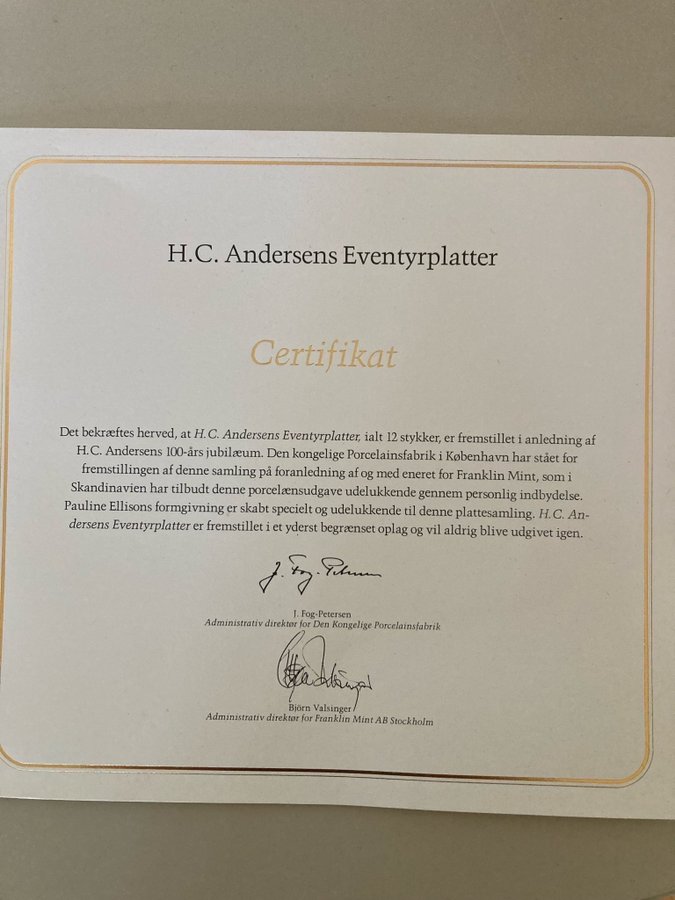 H.C. Andersens Eventyrplatter
Certifikat
Det bekræftes herved, at H.C. Andersens Eventyrplatter, ialt 12 stykker, er fremstillet i anledning af
H.C. Andersens 100-års jubilæum. Den kongelige Porcelainsfabrik i København har stået for
fremstillingen af denne samling på foranledning af og med eneret for Franklin Mint, som i
Skandinavien har tilbudt denne porcelænsudgave udelukkende gennem personlig indbydelse.
Pauline Ellisons formgivning er skabt specielt og udelukkende til denne plattesamling. H.C. An-
dersens Eventyrplatter er fremstillet i et yderst begrænset oplag og vil aldrig blive udgivet igen.
J. Fog-Petersen
J. Fog-Petersen
Administrativ direktør for Den Kongelige Porcelainsfabrik
Björn Valsinger
Administrativ direktør for Franklin Mint AB Stockholm